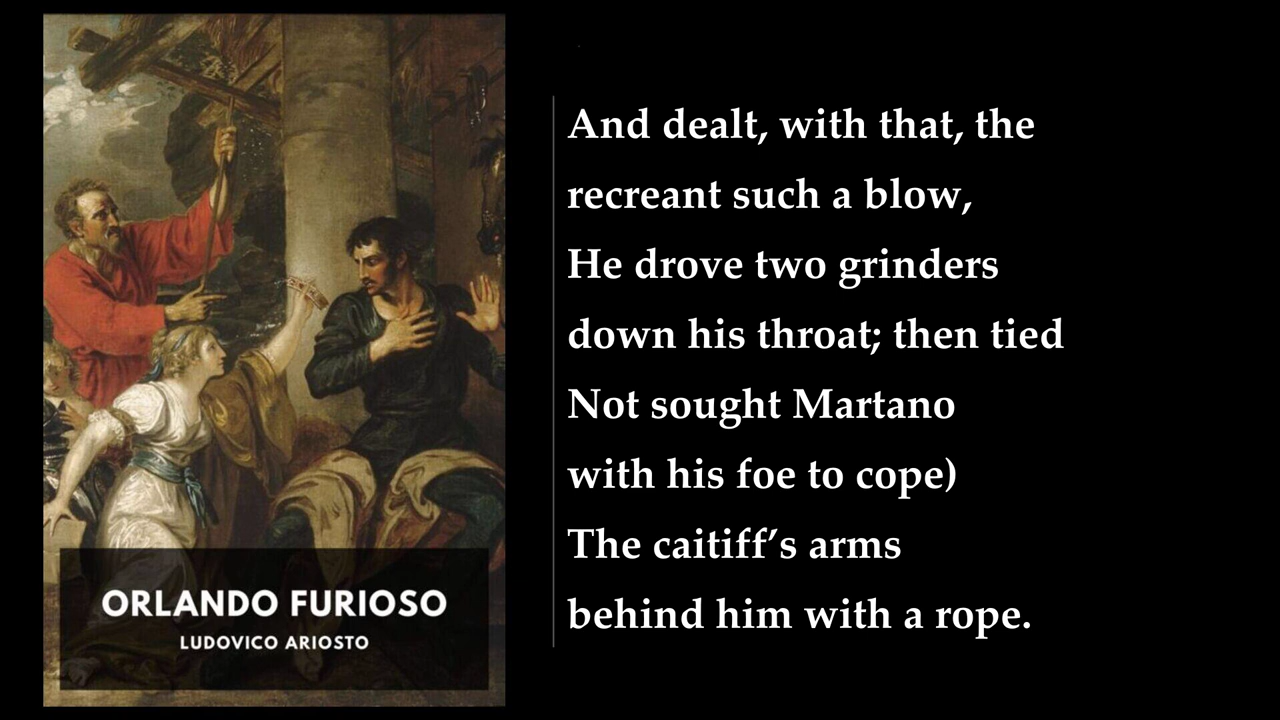 And dealt, with that, the
recreant such a blow,
He drove two grinders
down his throat; then tied
Not sought Martano
with his foe to cope)
The caitiff’s arms
behind him with a rope.
ORLANDO FURIOSO
LUDOVICO ARIOSTO